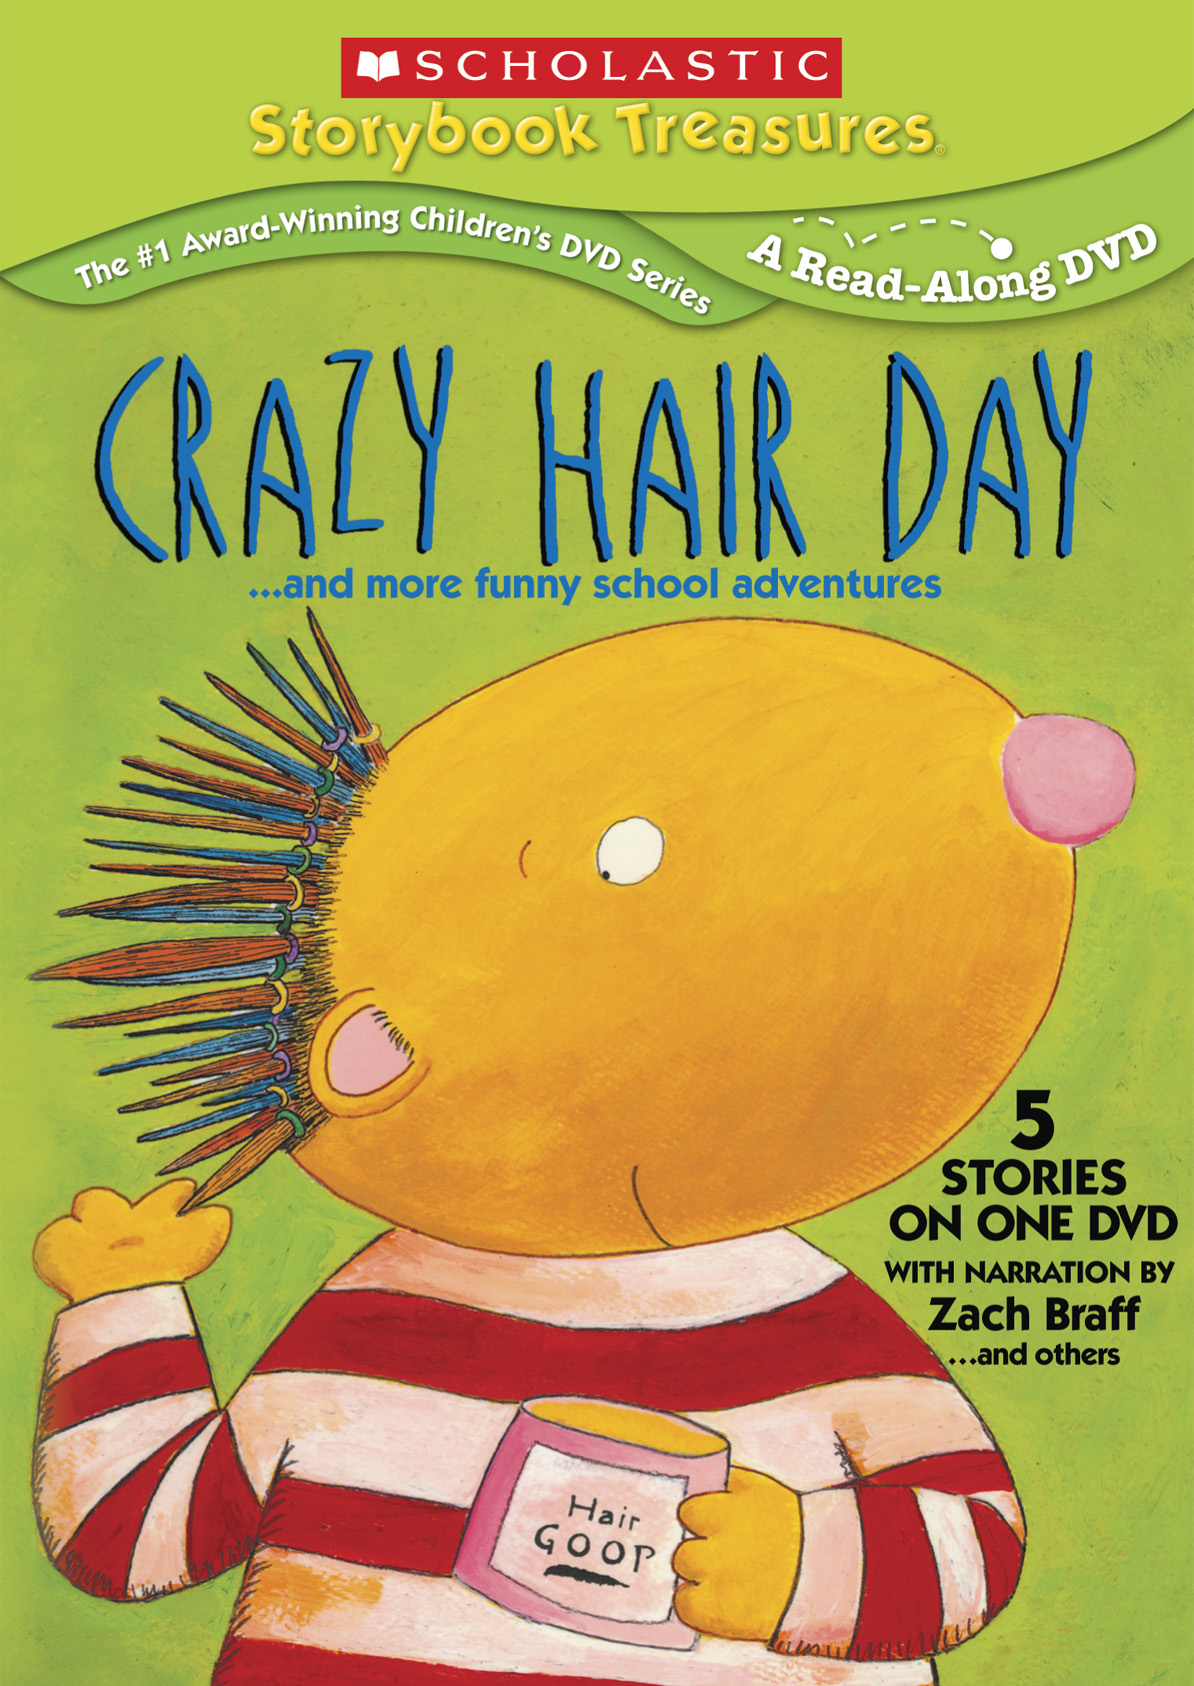 SCHOLASTIC
Storybook Treasures®
The #1 Award-Winning Children's DVD Series
A Read-Along DVD
CRAZY HAIR DAY
...and more funny school adventures
5
STORIES
ON ONE DVD
WITH NARRATION BY
Zach Braff
...and others
Hair
GOOP